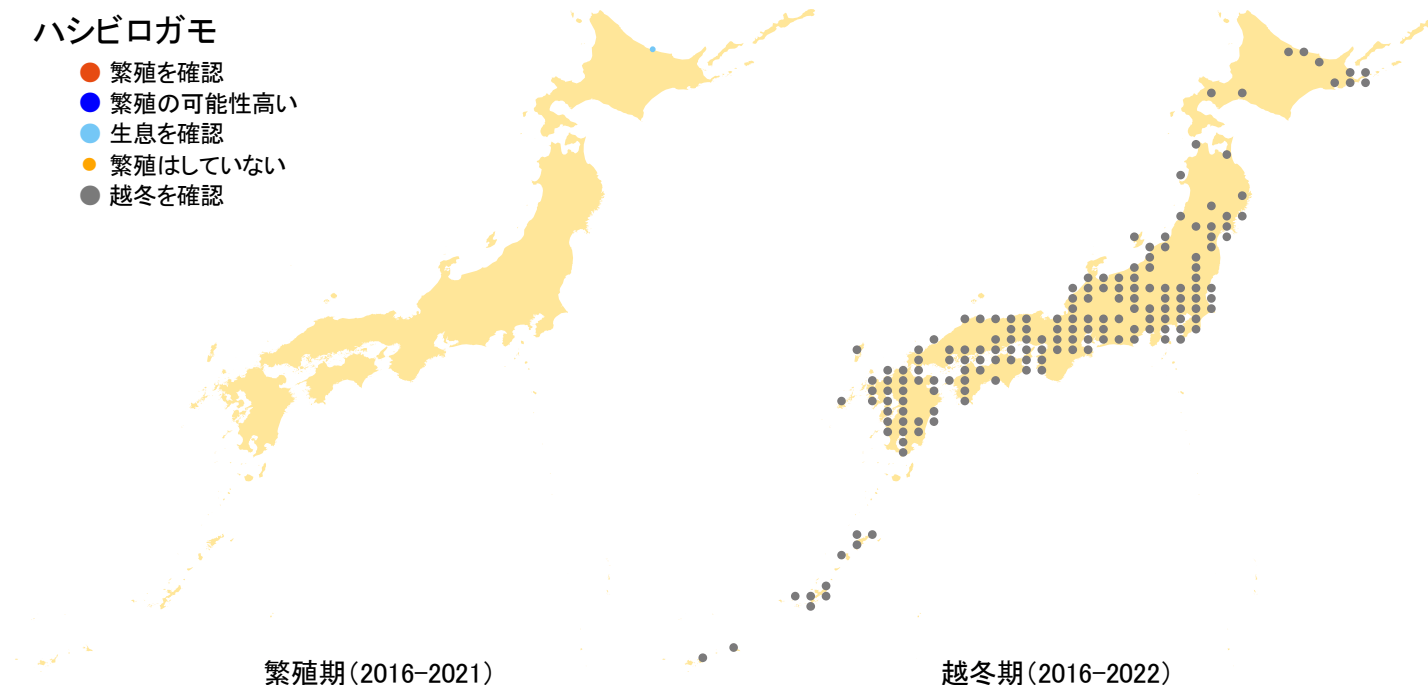 ハシビロガモ
繁殖を確認
繁殖の可能性高い
生息を確認
繁殖はしていない
越冬を確認
繁殖期（2016-2021）
越冬期（2016-2022）